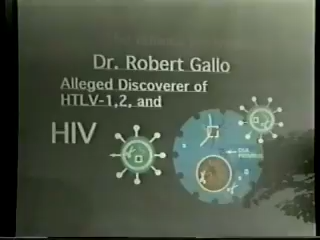 Dr. Robert Gallo
Alleged Discoverer of
HTLV-1,2, and
HIV